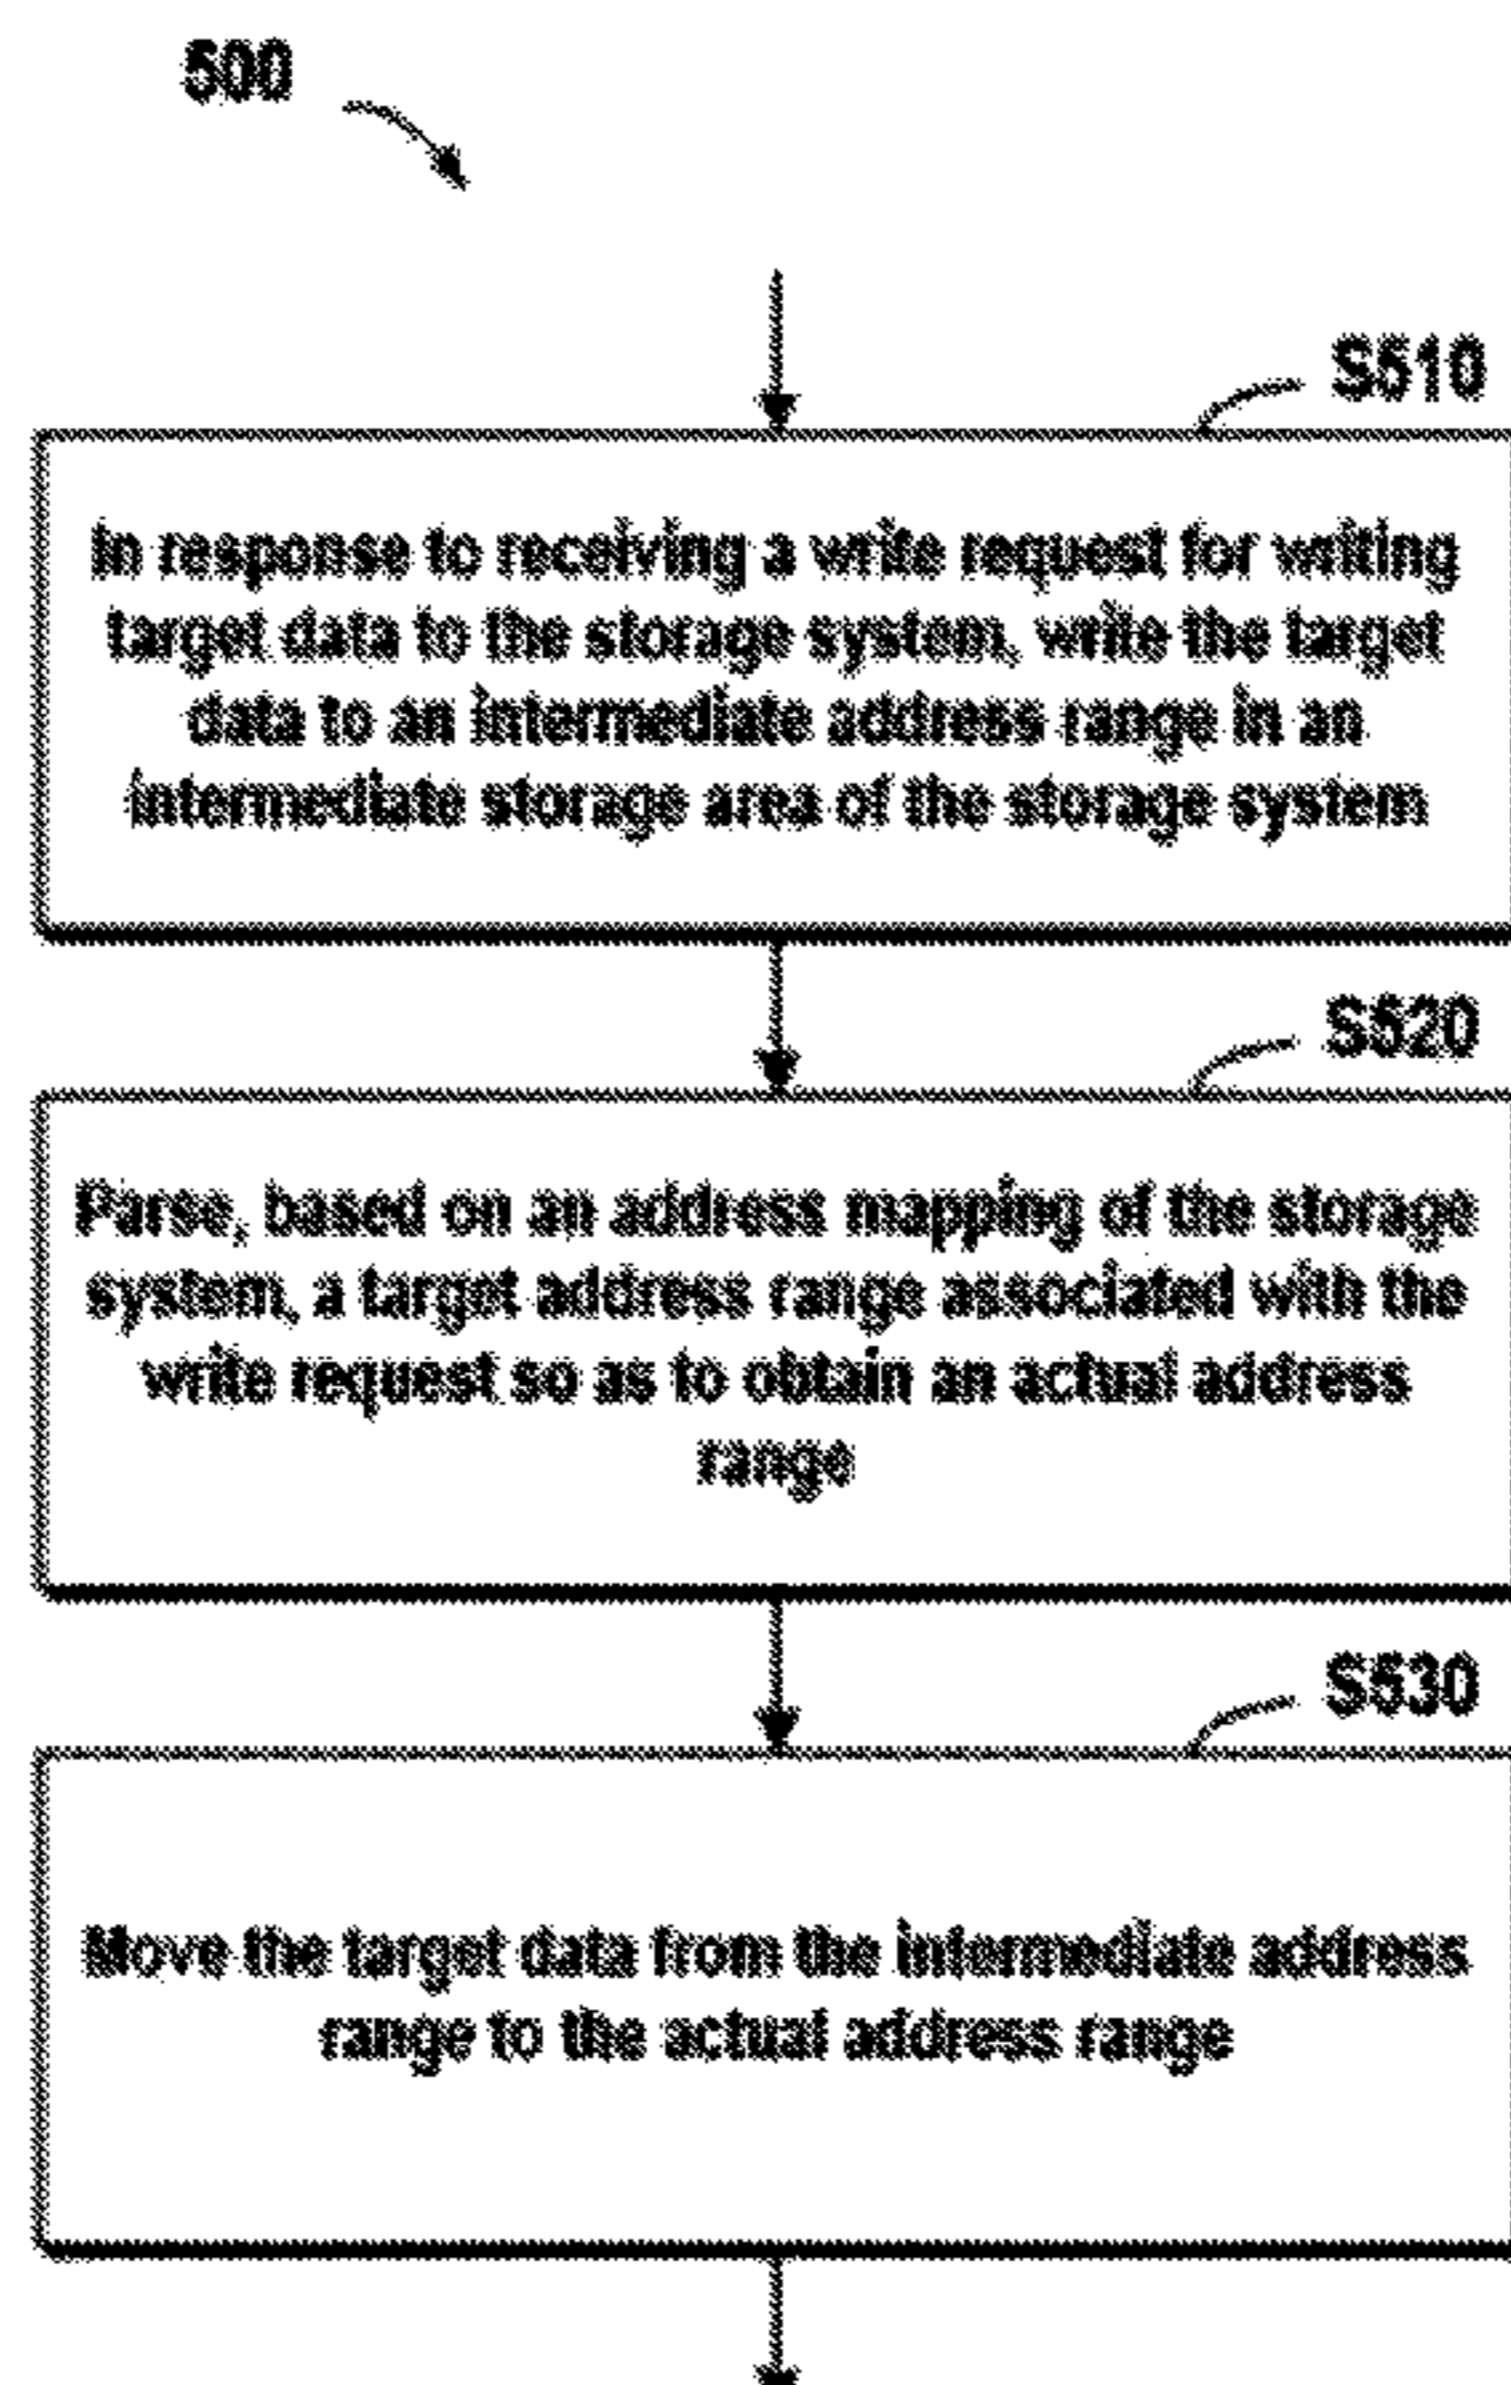 500
S510
In response to receiving a write request for writing
target data to the storage system, write the target
data to an intermediate address range in an
intermediate storage area of the storage system
S520
Parse, based on an address mapping of the storage
system, a target address range associated with the
write request so as to obtain an actual address
range
S530
Move the target data from the intermediate address
range to the actual address range